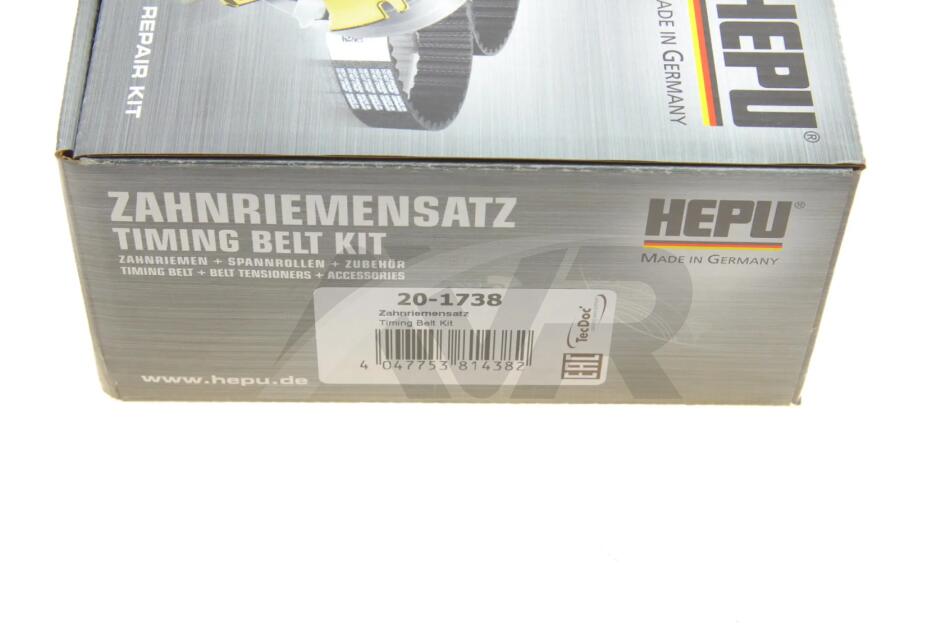 REPAIR KIT
MADE IN GERMANY
HEPU®
ZAHNRIEMENSATZ
TIMING BELT KIT
ZAHNRIEMEN + SPANNROLLEN + ZUBEHÖR
TIMING BELT + BELT TENSIONERS + ACCESSORIES
HEPU®
MADE IN GERMANY
20-1738
Zahnriemensatz
Timing Belt Kit
4 047753 814382
TecDoc
EAC
www.hepu.de
AVR